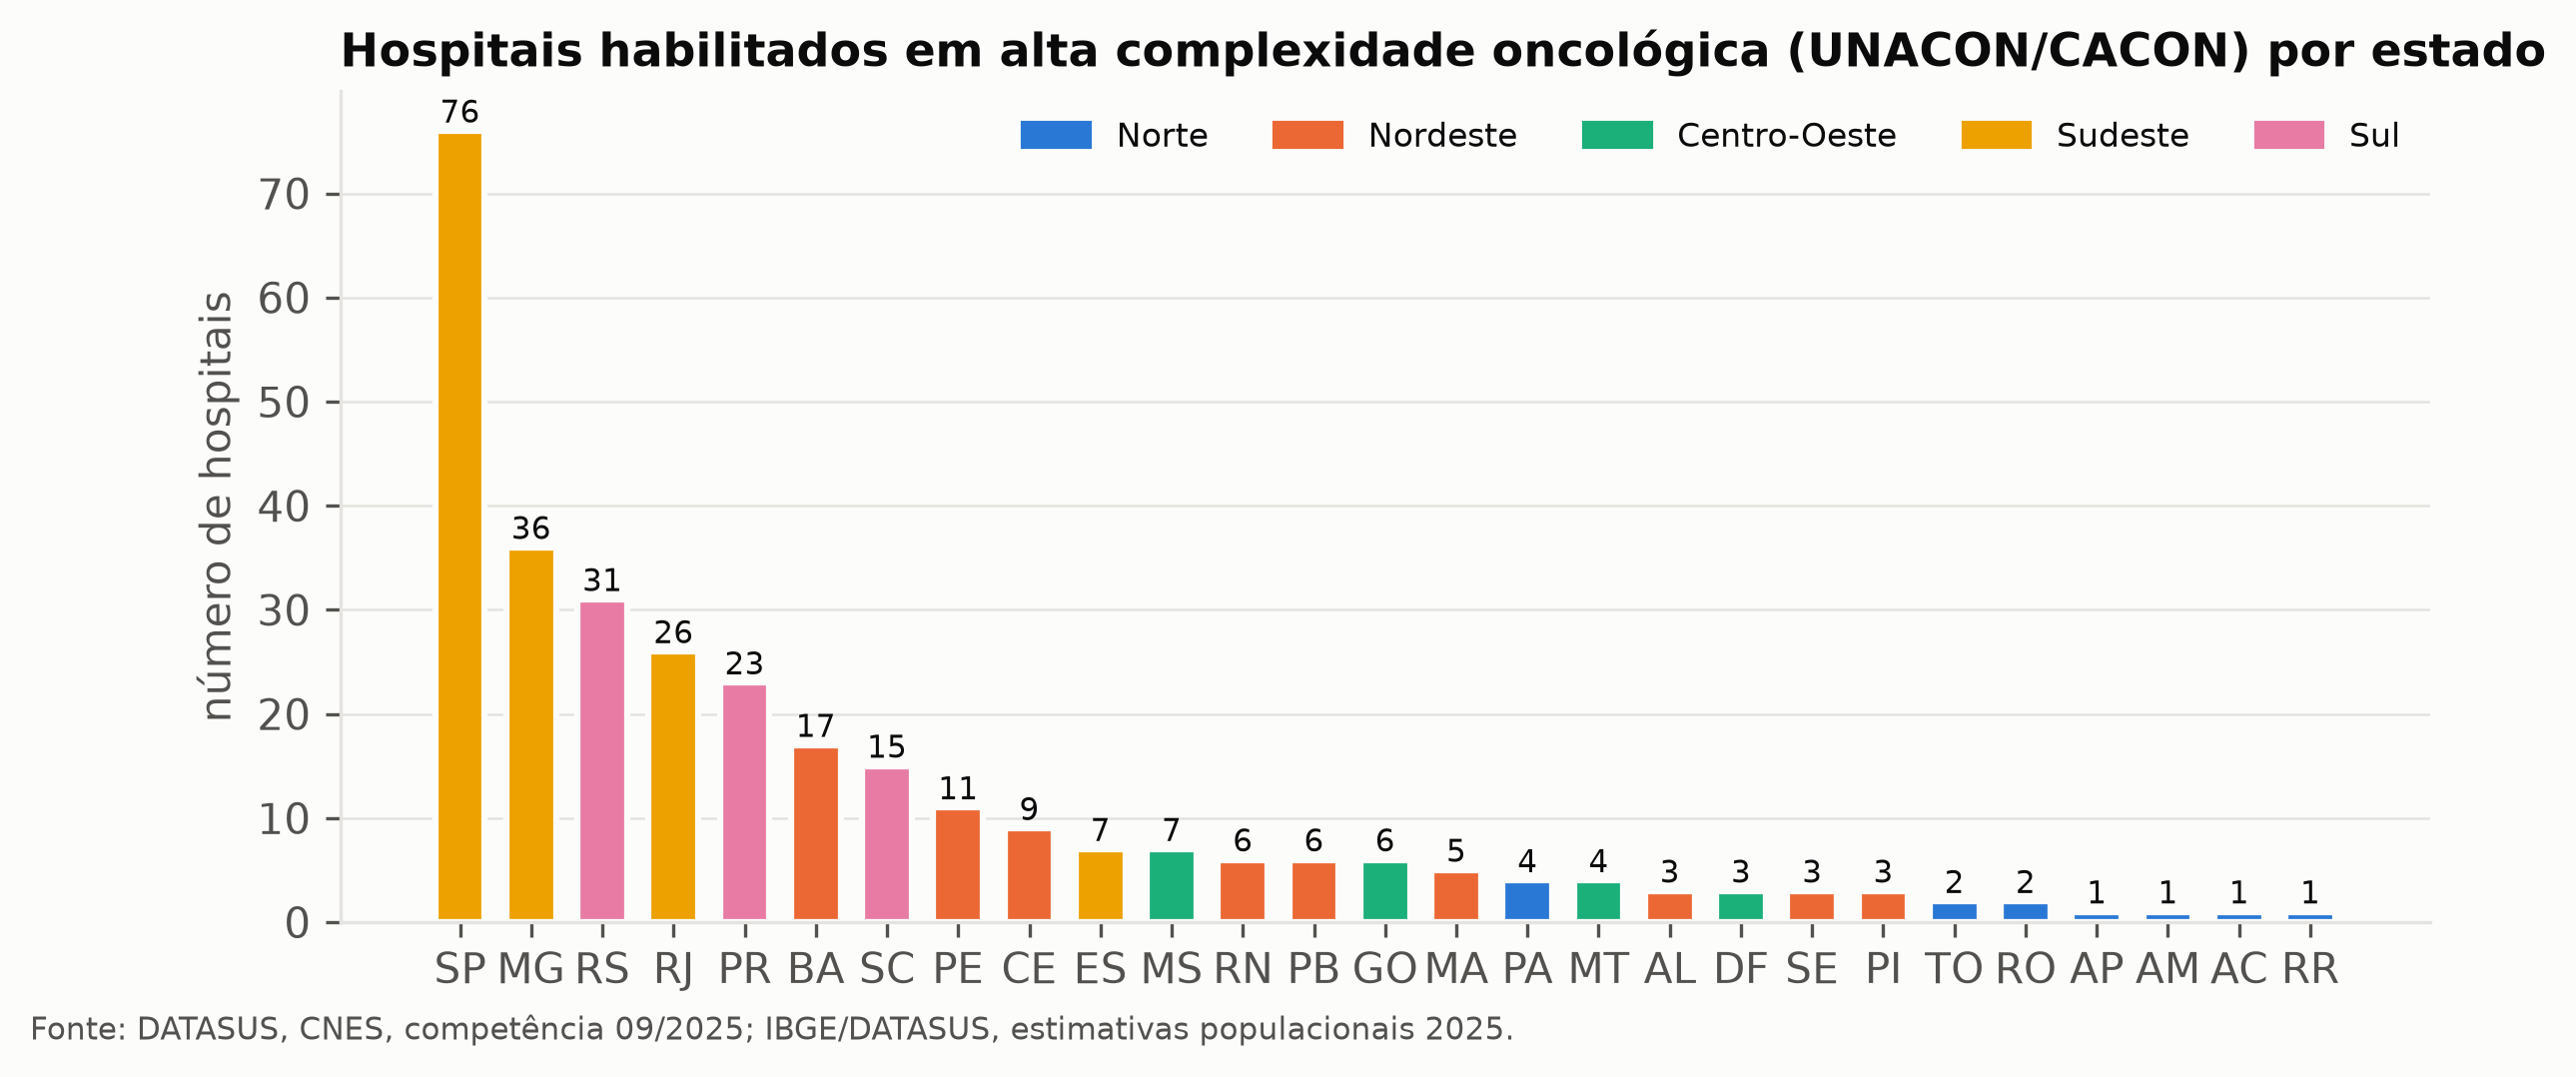 Hospitais habilitados em alta complexidade oncológica (UNACON/CACON) por estado
Norte Nordeste Centro-Oeste Sudeste Sul
número de hospitais
70
60
50
40
30
20
10
0
76 36 31 26 23 17 15 11 9 7 7 6 6 6 5 4 4 3 3 3 3 2 2 1 1 1 1
SP MG RS RJ PR BA SC PE CE ES MS RN PB GO MA PA MT AL DF SE PI TO RO AP AM AC RR
Fonte: DATASUS, CNES, competência 09/2025; IBGE/DATASUS, estimativas populacionais 2025.